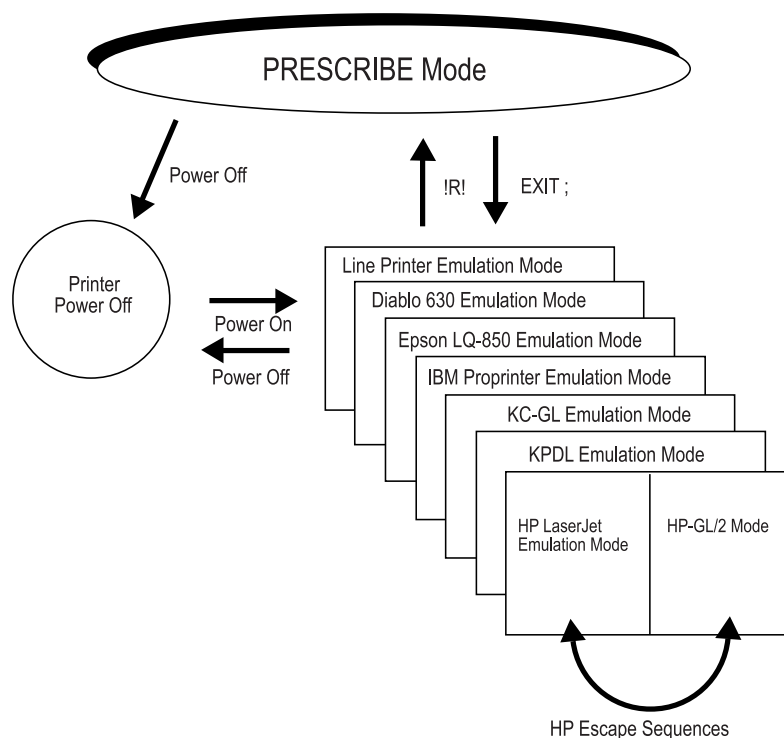 PRESCRIBE Mode
Power Off
!R!
EXIT ;
Printer
Power Off
Power On
Power Off
Line Printer Emulation Mode
Diablo 630 Emulation Mode
Epson LQ-850 Emulation Mode
IBM Proprinter Emulation Mode
KC-GL Emulation Mode
KPDL Emulation Mode
HP LaserJet
Emulation Mode
HP-GL/2 Mode
HP Escape Sequences